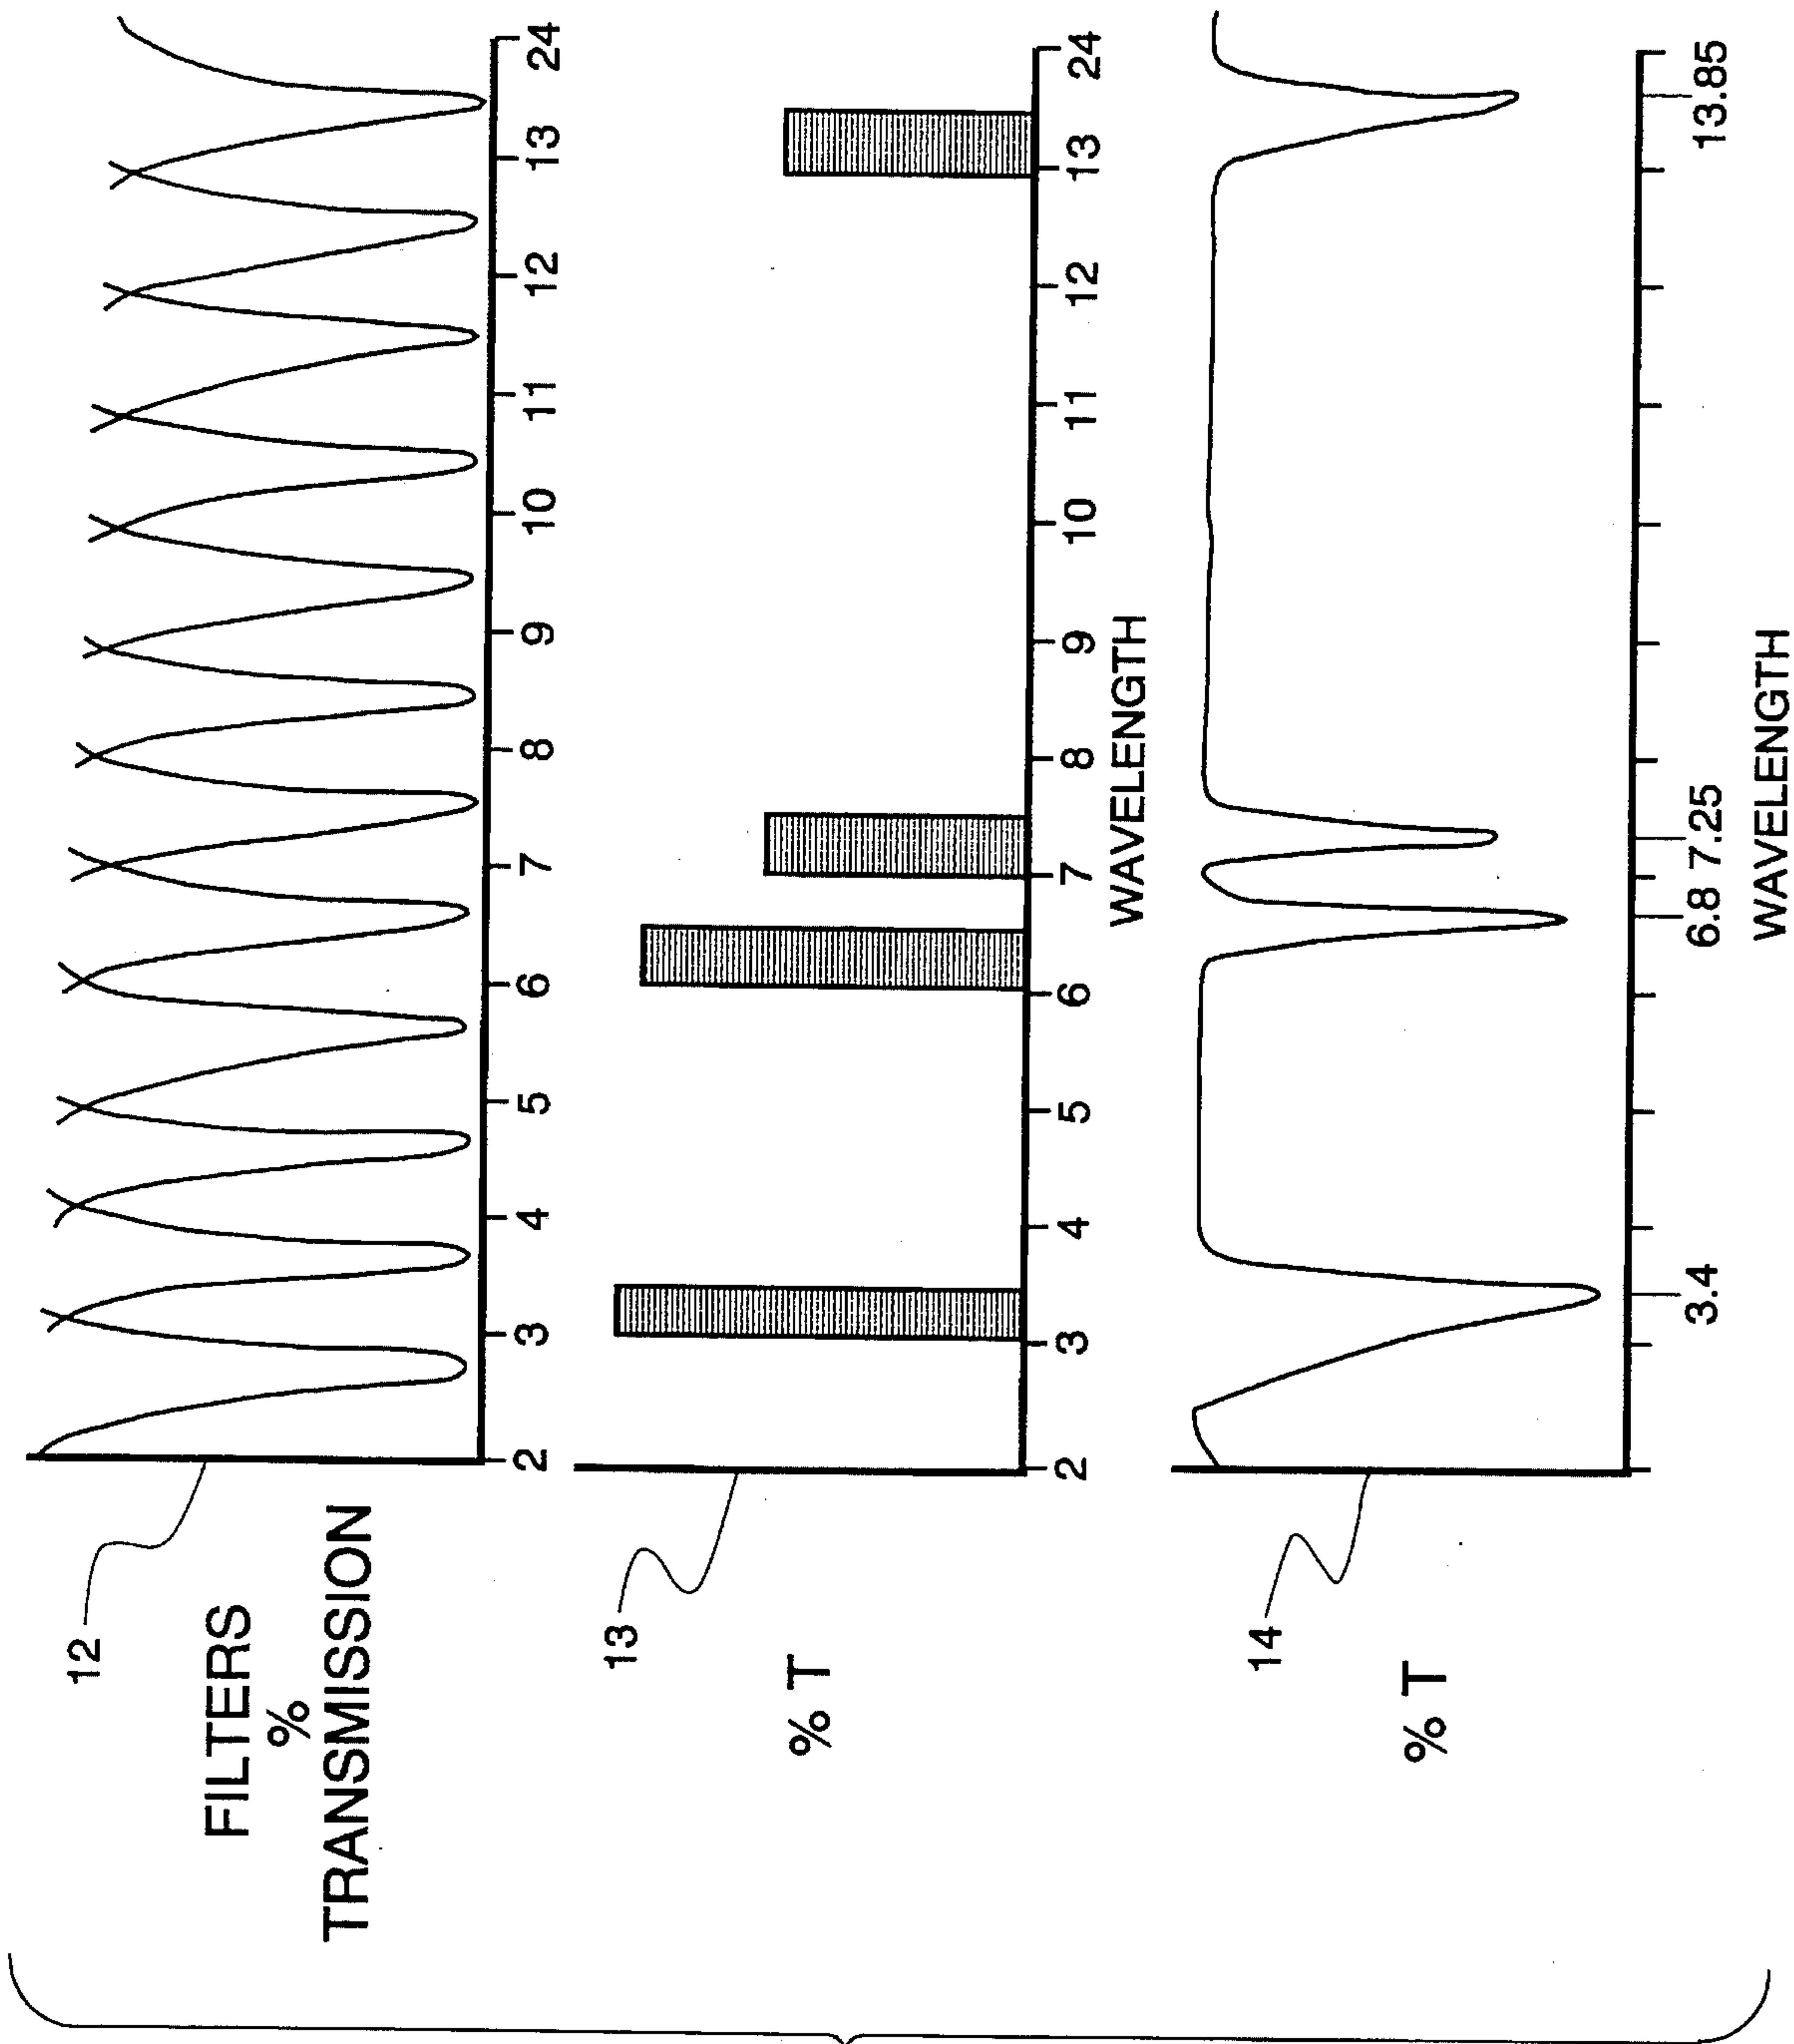 12
FILTERS
%
TRANSMISSION
2 3 4 5 6 7 8 9 10 11 12 13 24
13
% T
2 3 4 5 6 7 8 9 10 11 12 13 24
WAVELENGTH
14
% T
3.4 6.8 7.25 13.85
WAVELENGTH